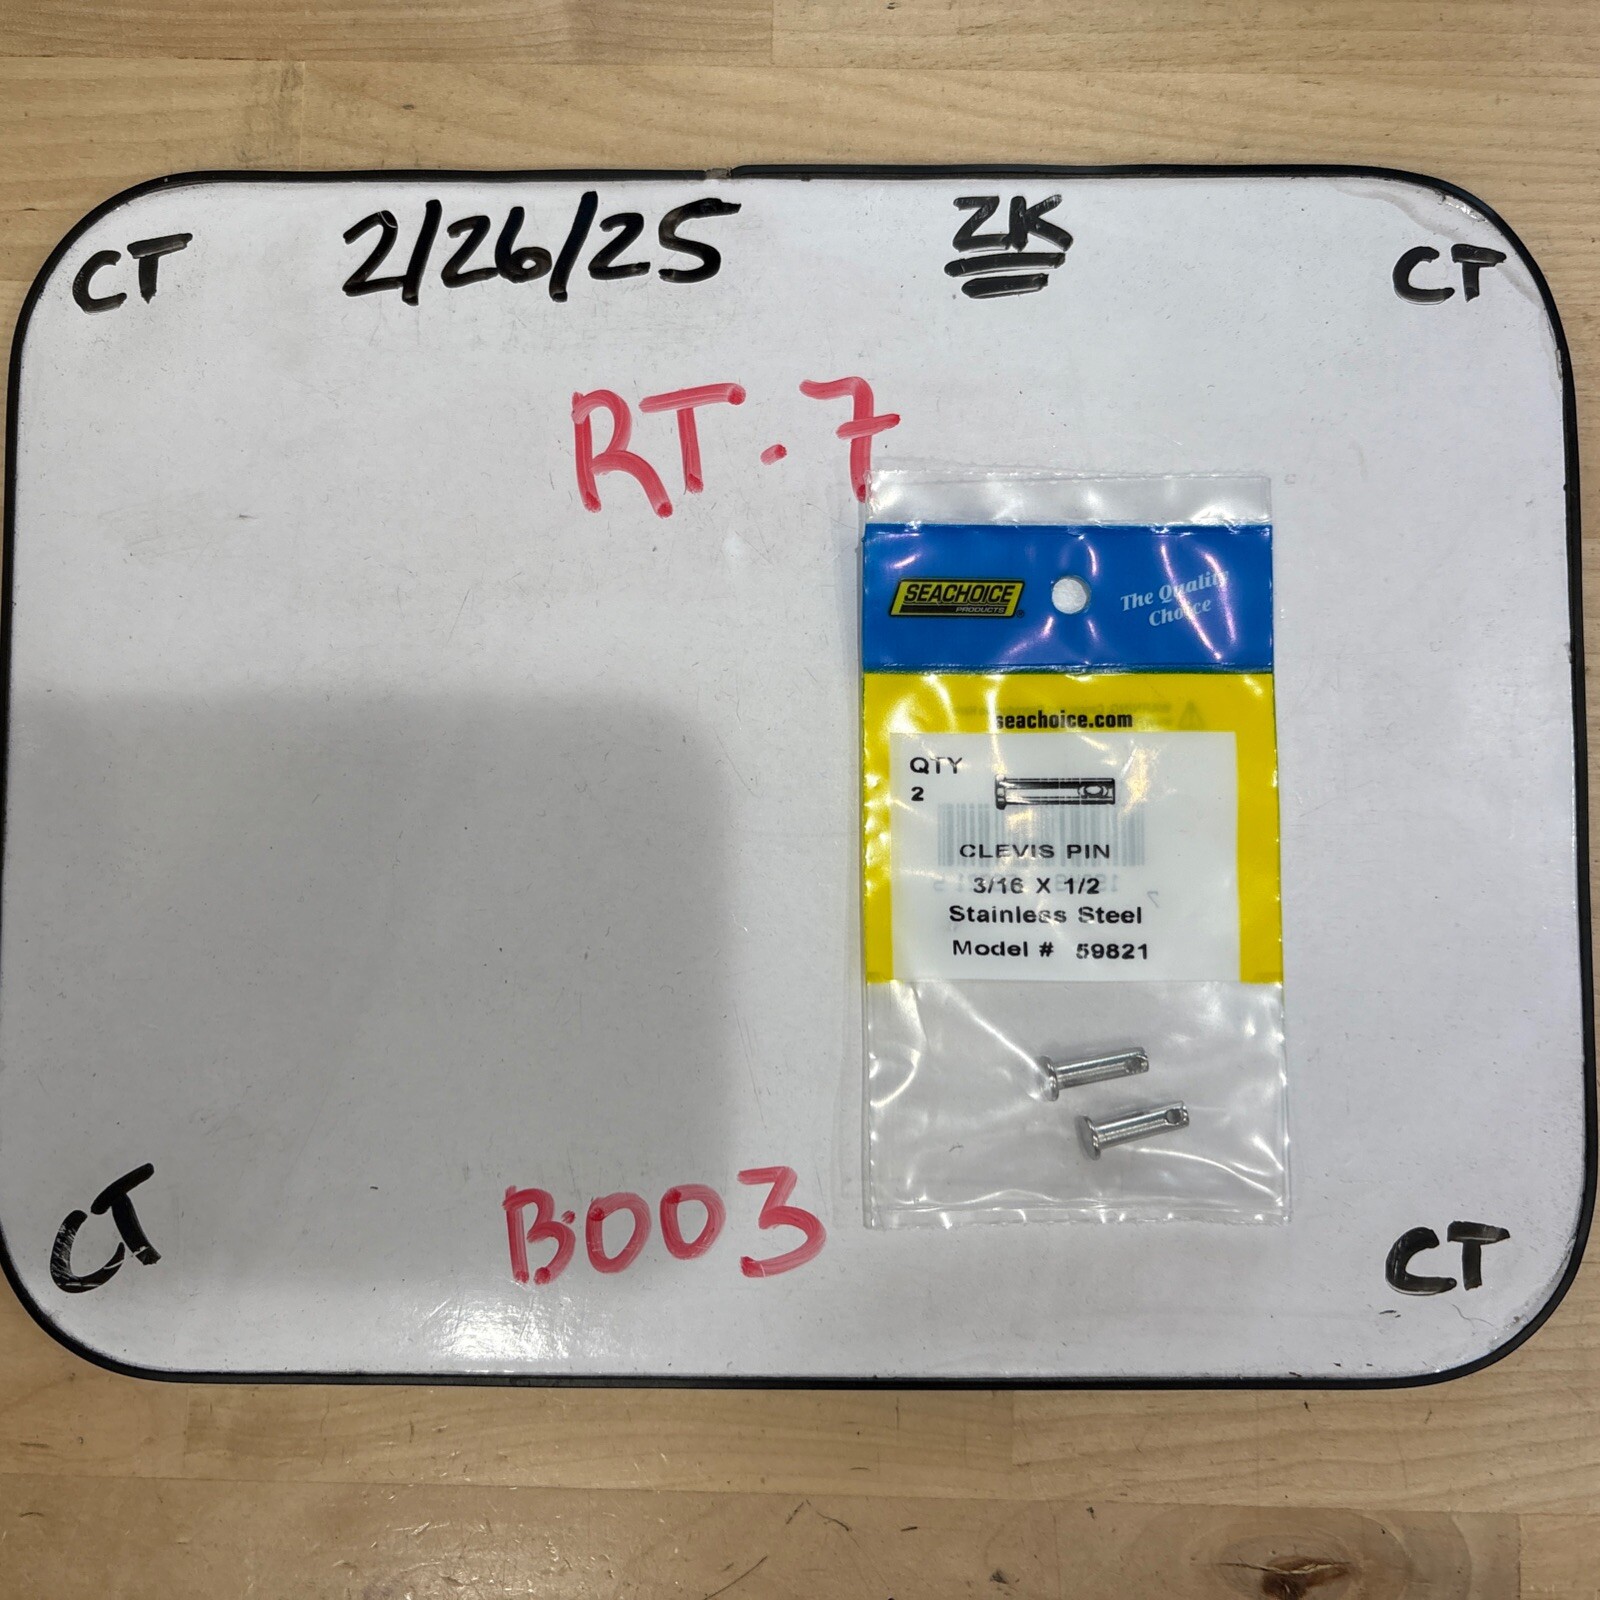 CT 2/26/25 ZK CT
RT-7
SEACHOICE
PRODUCTS
The Quality
Choice
seachoice.com
QTY
2
CLEVIS PIN
3/16 X 1/2
Stainless Steel
Model # 59821
B003
CT CT